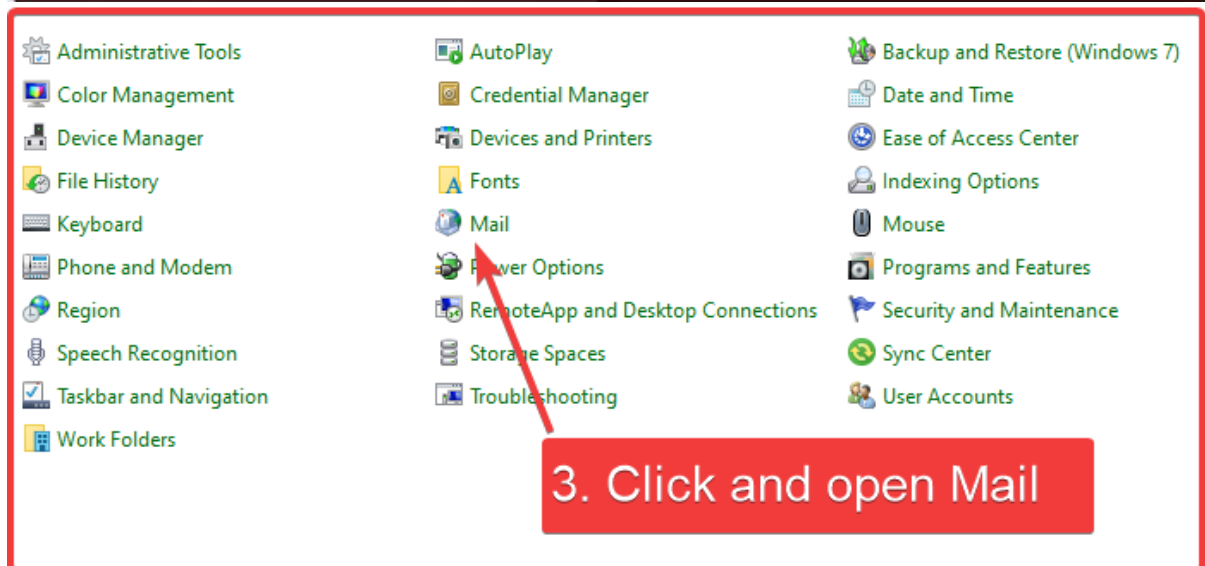 Administrative Tools AutoPlay Backup and Restore (Windows 7)
Color Management Credential Manager Date and Time
Device Manager Devices and Printers Ease of Access Center
File History Fonts Indexing Options
Keyboard Mail Mouse
Phone and Modem Power Options Programs and Features
Region RemoteApp and Desktop Connections Security and Maintenance
Speech Recognition Storage Spaces Sync Center
Taskbar and Navigation Troubleshooting User Accounts
Work Folders
3. Click and open Mail